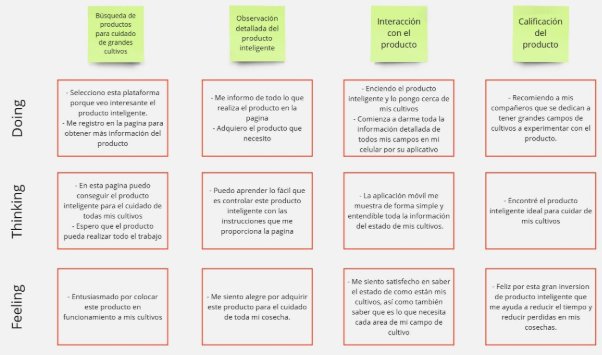 Búsqueda de
productos
para cuidado
de grandes
cultivos
Observación
detallada del
producto
inteligente
Interacción
con el
producto
Calificación
del
producto
Doing
- Selecciono esta plataforma
porque veo interesante el
producto inteligente.
- Me registro en la pagina para
obtener más información del
producto
- Me informo de todo lo que
realiza el producto en la
pagina
- Adquiero el producto que
necesito
- Enciendo el producto
inteligente y lo pongo cerca de
mis cultivos
- Comienza a darme toda la
información detallada de
todos mis campos en mi
celular por su aplicativo
- Recomiendo a mis
compañeros que se dedican a
tener grandes campos de
cultivos a experimentar con el
producto.
Thinking
- En esta pagina puedo
conseguir el producto
inteligente para el cuidado de
todas mis cultivos
- Espero que el producto
pueda realizar todo el trabajo
- Puedo aprender lo fácil que
es controlar este producto
inteligente con las
instrucciones que me
proporciona la pagina
- La aplicación móvil me
muestra de forma simple y
entendible toda la información
del estado de mis cultivos.
- Encontré el producto
inteligente ideal para cuidar de
mis cultivos
Feeling
- Entusiasmado por colocar
este producto en
funcionamiento a mis cultivos
- Me siento alegre por adquirir
este producto para el cuidado
de toda mi cosecha.
- Me siento satisfecho en saber
el estado de como están mis
cultivos, así como también
saber que es lo que necesita
cada area de mi campo de
cultivo
- Feliz por esta gran inversion
de producto inteligente que
me ayuda a reducir el tiempo y
reducir perdidas en mis
cosechas.